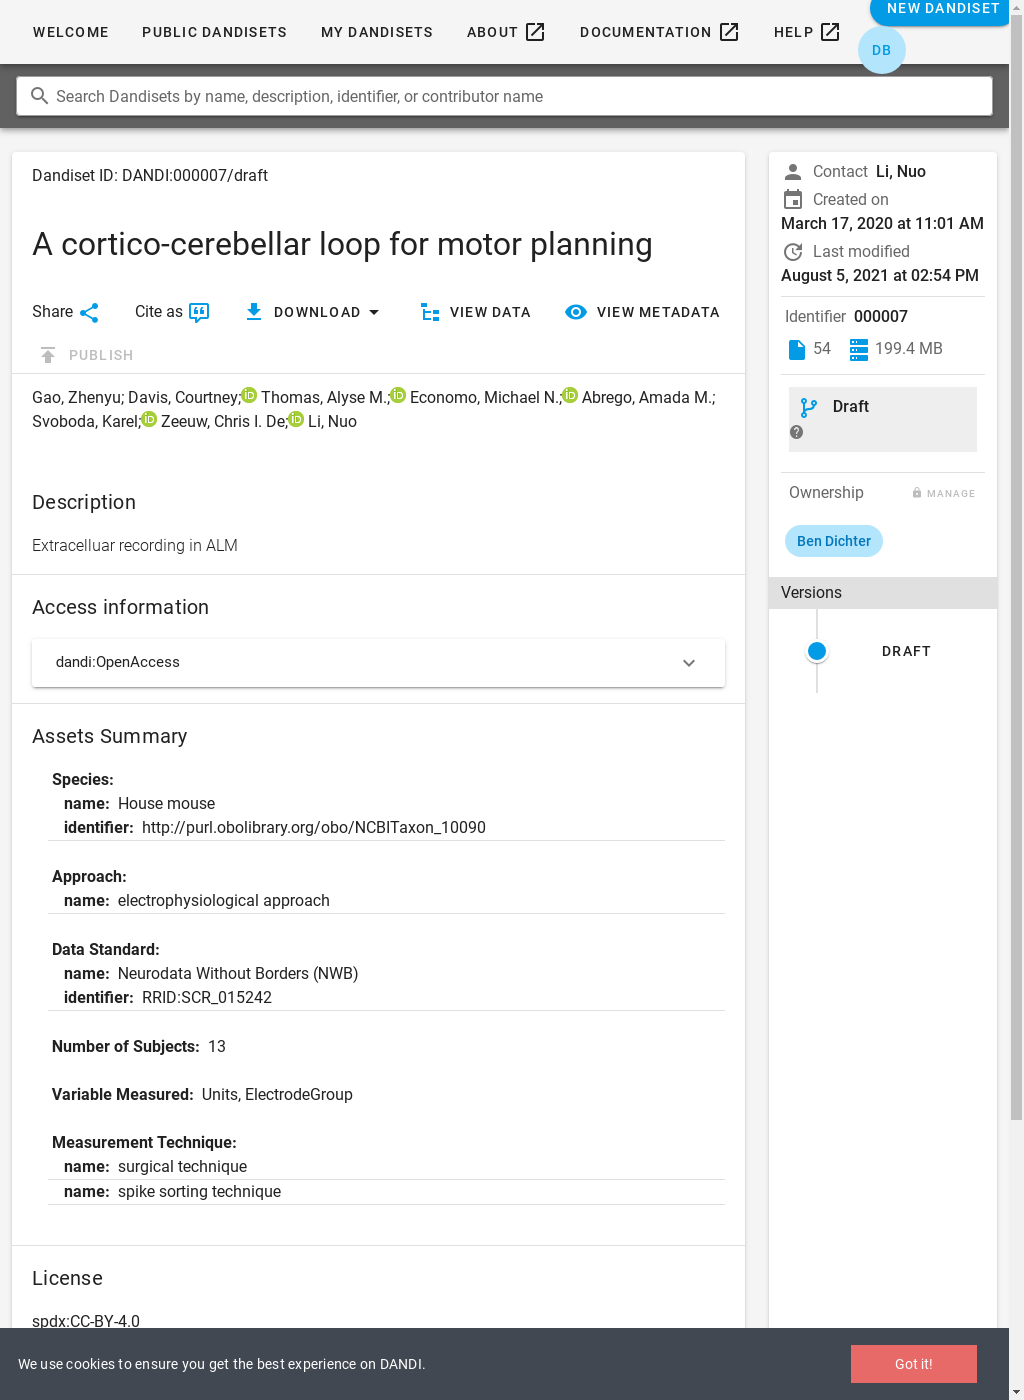 WELCOME PUBLIC DANDISETS MY DANDISETS ABOUT DOCUMENTATION HELP NEW DANDISET
DB
Search Dandisets by name, description, identifier, or contributor name
Dandiset ID: DANDI:000007/draft
A cortico-cerebellar loop for motor planning
Share Cite as DOWNLOAD VIEW DATA VIEW METADATA
PUBLISH
Gao, Zhenyu; Davis, Courtney; iD Thomas, Alyse M.; iD Economo, Michael N.; iD Abrego, Amada M.;
Svoboda, Karel; iD Zeeuw, Chris I. De; iD Li, Nuo
Description
Extracelluar recording in ALM
Access information
dandi:OpenAccess
Assets Summary
Species:
name: House mouse
identifier: http://purl.obolibrary.org/obo/NCBITaxon_10090
Approach:
name: electrophysiological approach
Data Standard:
name: Neurodata Without Borders (NWB)
identifier: RRID:SCR_015242
Number of Subjects: 13
Variable Measured: Units, ElectrodeGroup
Measurement Technique:
name: surgical technique
name: spike sorting technique
License
spdx:CC-BY-4.0
Contact Li, Nuo
Created on
March 17, 2020 at 11:01 AM
Last modified
August 5, 2021 at 02:54 PM
Identifier 000007
54 199.4 MB
Draft
?
Ownership MANAGE
Ben Dichter
Versions
DRAFT
We use cookies to ensure you get the best experience on DANDI. Got it!